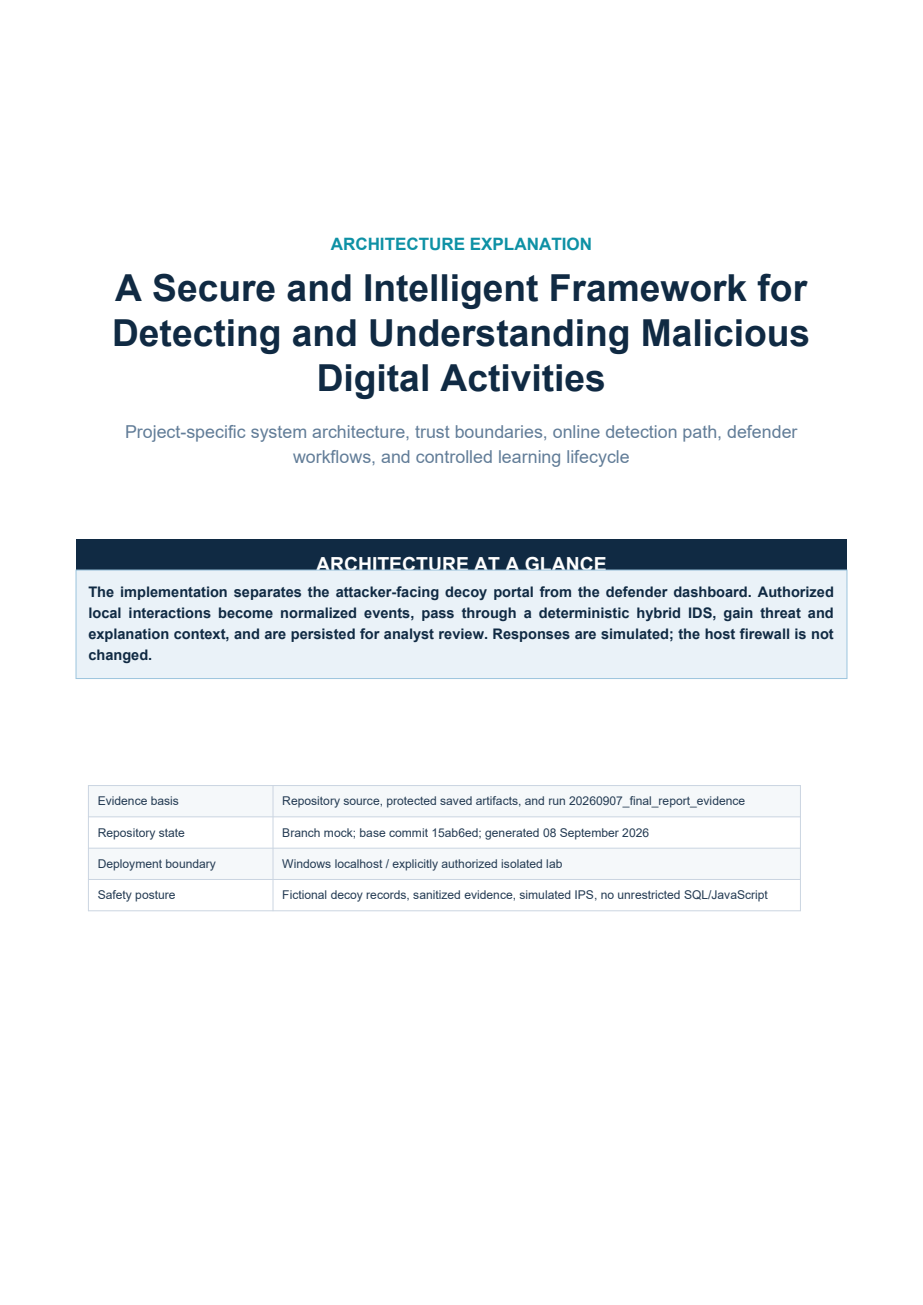 ARCHITECTURE EXPLANATION
A Secure and Intelligent Framework for
Detecting and Understanding Malicious
Digital Activities
Project-specific system architecture, trust boundaries, online detection path, defender
workflows, and controlled learning lifecycle
ARCHITECTURE AT A GLANCE
The implementation separates the attacker-facing decoy portal from the defender dashboard. Authorized
local interactions become normalized events, pass through a deterministic hybrid IDS, gain threat and
explanation context, and are persisted for analyst review. Responses are simulated; the host firewall is not
changed.
Evidence basis Repository source, protected saved artifacts, and run 20260907_final_report_evidence
Repository state Branch mock; base commit 15ab6ed; generated 08 September 2026
Deployment boundary Windows localhost / explicitly authorized isolated lab
Safety posture Fictional decoy records, sanitized evidence, simulated IPS, no unrestricted SQL/JavaScript